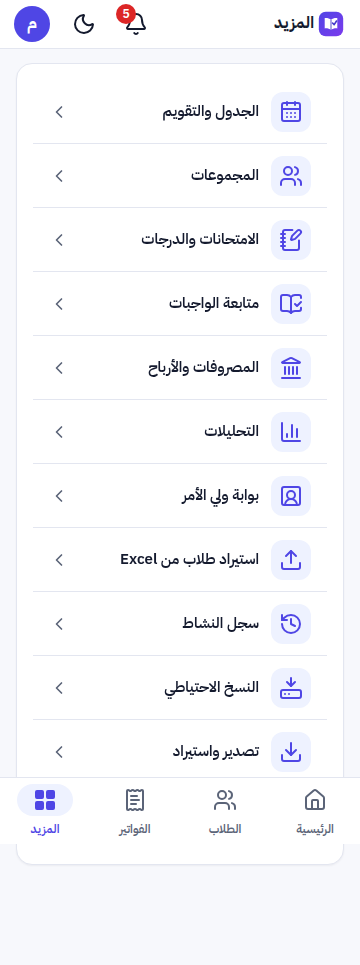 المزيد
5
م
الجدول والتقويم
المجموعات
الامتحانات والدرجات
متابعة الواجبات
المصروفات والأرباح
التحليلات
بوابة ولي الأمر
استيراد طلاب من Excel
سجل النشاط
النسخ الاحتياطي
تصدير واستيراد
الرئيسية
الطلاب
الفواتير
المزيد